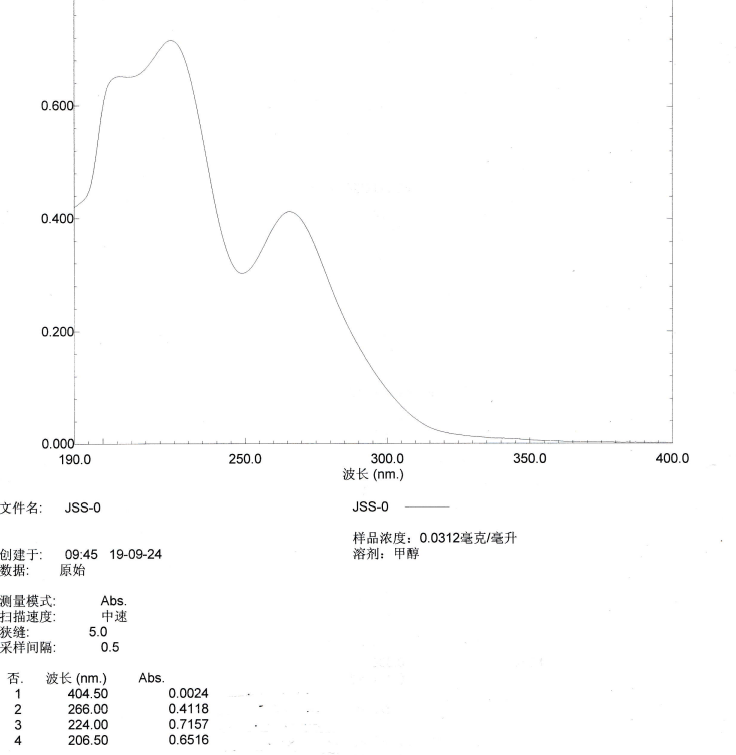 0.600
0.400
0.200
0.000
190.0 250.0 300.0 350.0 400.0
波长 (nm.)
文件名: JSS-0
JSS-0
样品浓度：0.0312毫克/毫升
溶剂：甲醇
创建于: 09:45 19-09-24
数据: 原始
测量模式: Abs.
扫描速度: 中速
狭缝: 5.0
采样间隔: 0.5
否. 波长 (nm.) Abs.
1 404.50 0.0024
2 266.00 0.4118
3 224.00 0.7157
4 206.50 0.6516